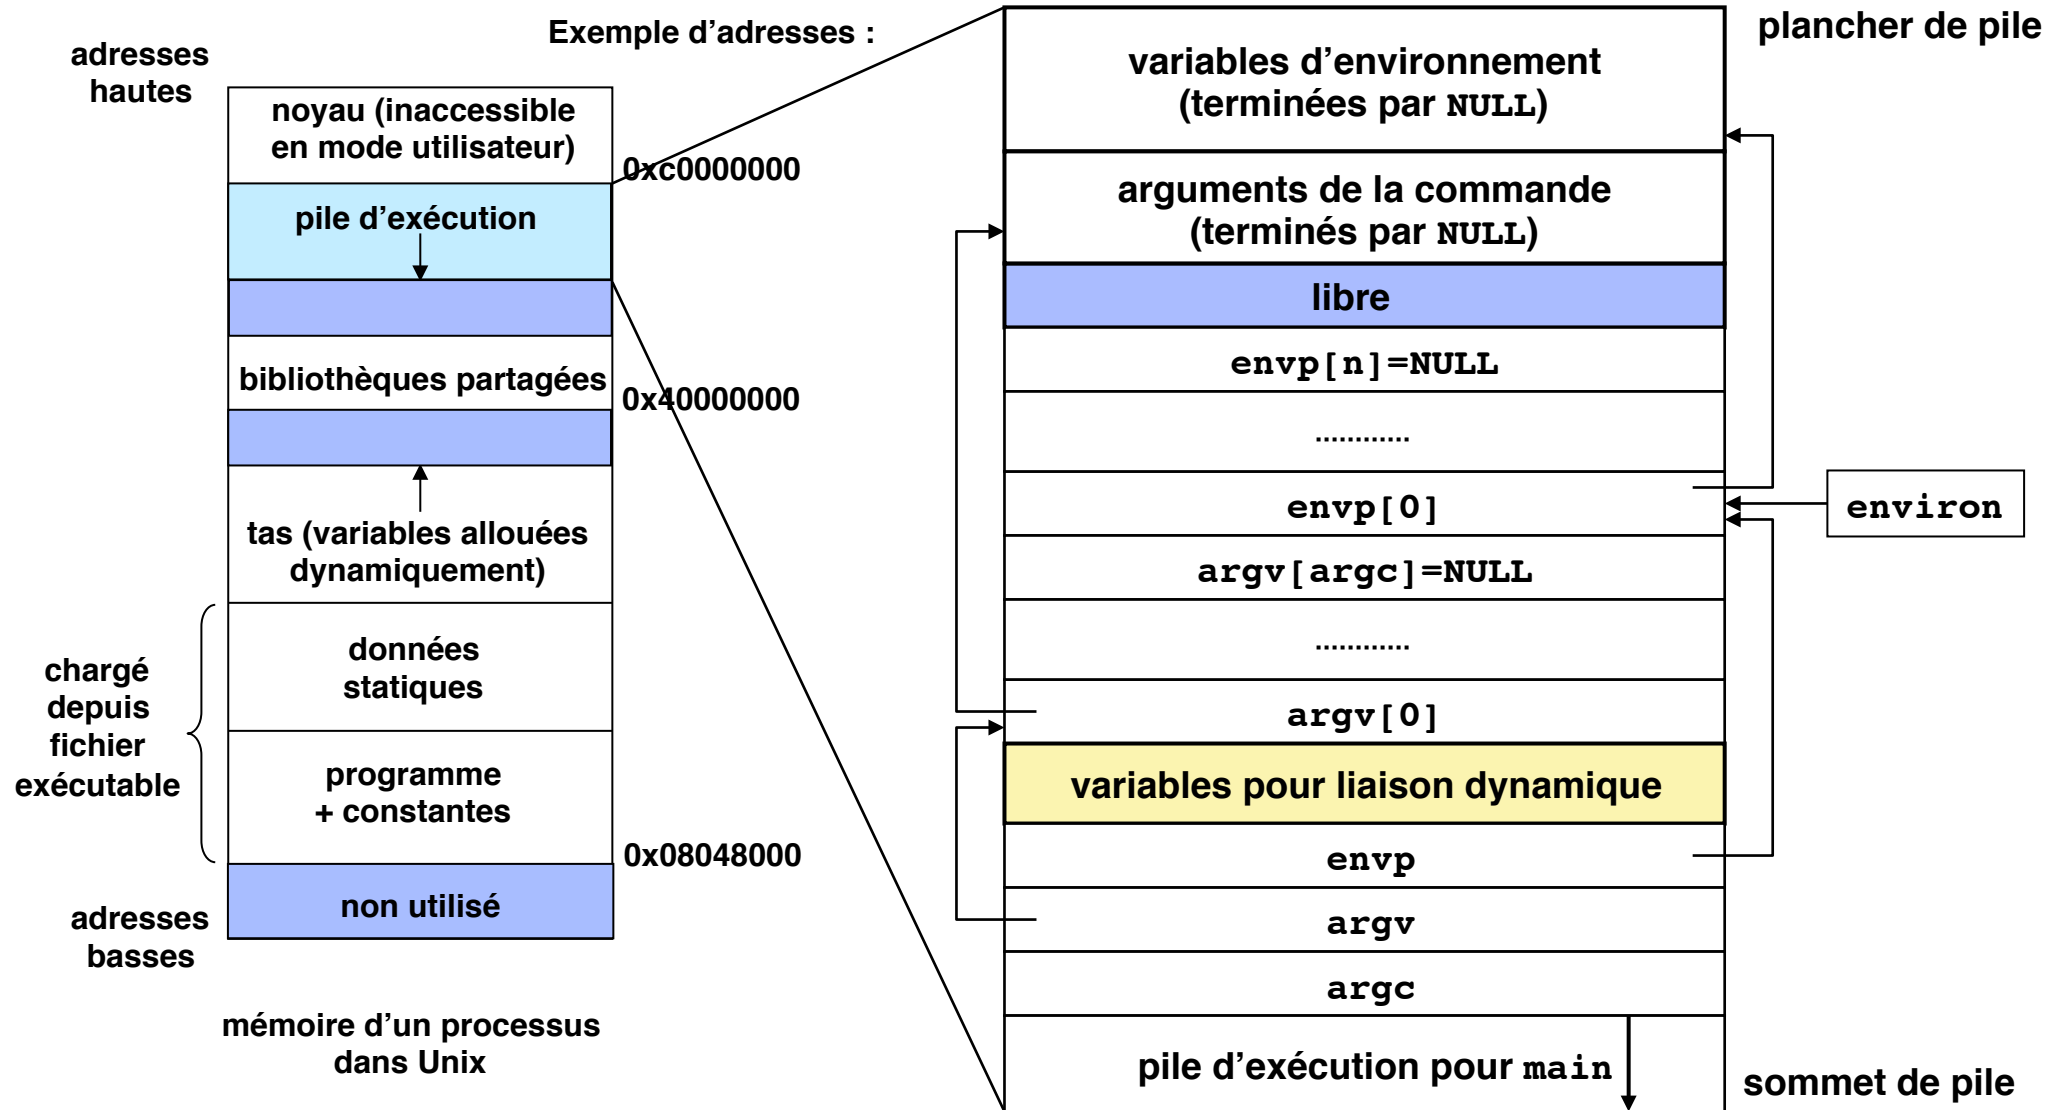 adresses
hautes
Exemple d’adresses :
noyau (inaccessible
en mode utilisateur)
0xc0000000
pile d’exécution
bibliothèques partagées
0x40000000
tas (variables allouées
dynamiquement)
données
statiques
chargé
depuis
fichier
exécutable
programme
+ constantes
0x08048000
non utilisé
adresses
basses
mémoire d’un processus
dans Unix
plancher de pile
variables d’environnement
(terminées par NULL)
arguments de la commande
(terminés par NULL)
libre
envp[n]=NULL
............
envp[0]
environ
argv[argc]=NULL
............
argv[0]
variables pour liaison dynamique
envp
argv
argc
pile d’exécution pour main
sommet de pile